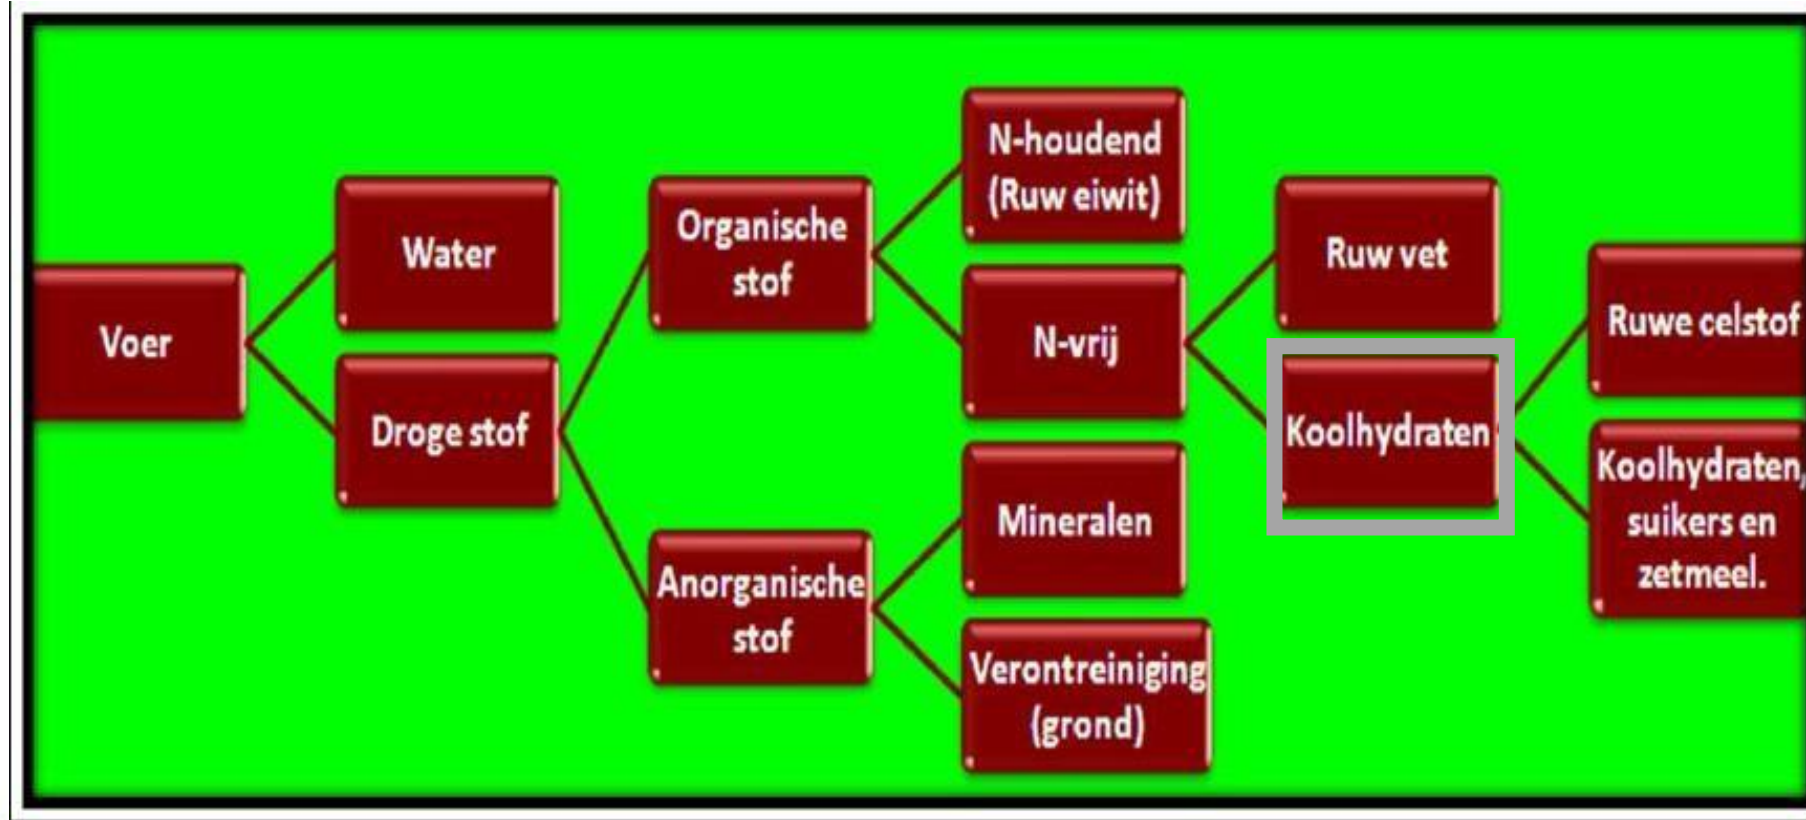 Voer
Water
Droge stof
Organische
stof
Anorganische
stof
N-houdend
(Ruw eiwit)
N-vrij
Mineralen
Verontreiniging
(grond)
Ruw vet
Koolhydraten
Ruwe celstof
Koolhydraten,
suikers en
zetmeel.